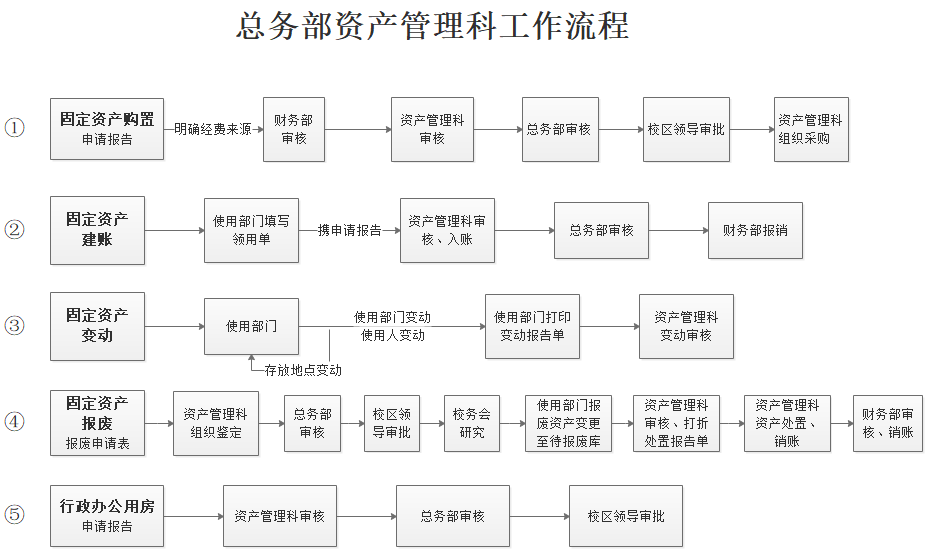 总务部资产管理科工作流程
①
固定资产购置
申请报告
明确经费来源
财务部
审核
资产管理科
审核
总务部审核
校区领导审批
资产管理科
组织采购
②
固定资产
建账
使用部门填写
领用单
携申请报告
资产管理科审
核、入账
总务部审核
财务部报销
③
固定资产
变动
使用部门
使用部门变动
使用人变动
存放地点变动
使用部门打印
变动报告单
资产管理科
变动审核
④
固定资产
报废
报废申请表
资产管理科
组织鉴定
总务部
审核
校区领
导审批
校务会
研究
使用部门报
废资产变更
至待报废库
资产管理科
审核、打折
处置报告单
资产管理科
资产处置、
销账
财务部审
核、销账
⑤
行政办公用房
申请报告
资产管理科审核
总务部审核
校区领导审批